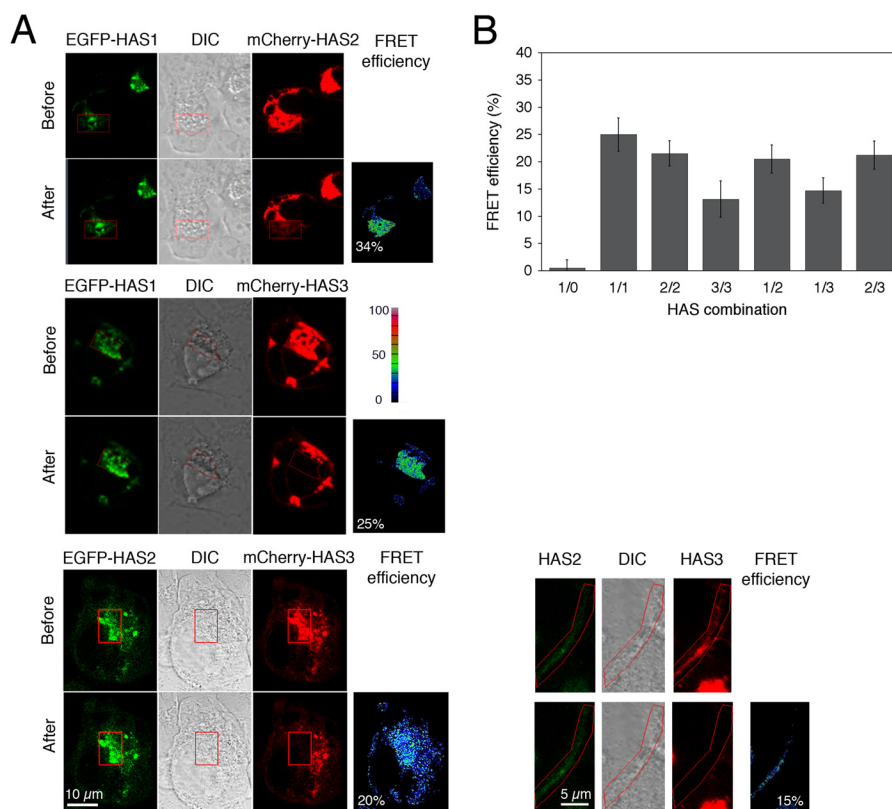 A
EGFP-HAS1 DIC mCherry-HAS2 FRET efficiency
Before
After
34%
EGFP-HAS1 DIC mCherry-HAS3
100
50
0
Before
After
25%
EGFP-HAS2 DIC mCherry-HAS3 FRET efficiency
Before
After
10 µm
20%
B
40
35
30
25
20
15
10
5
0
FRET efficiency (%)
1/0 1/1 2/2 3/3 1/2 1/3 2/3
HAS combination
HAS2 DIC HAS3 FRET efficiency
5 µm
15%